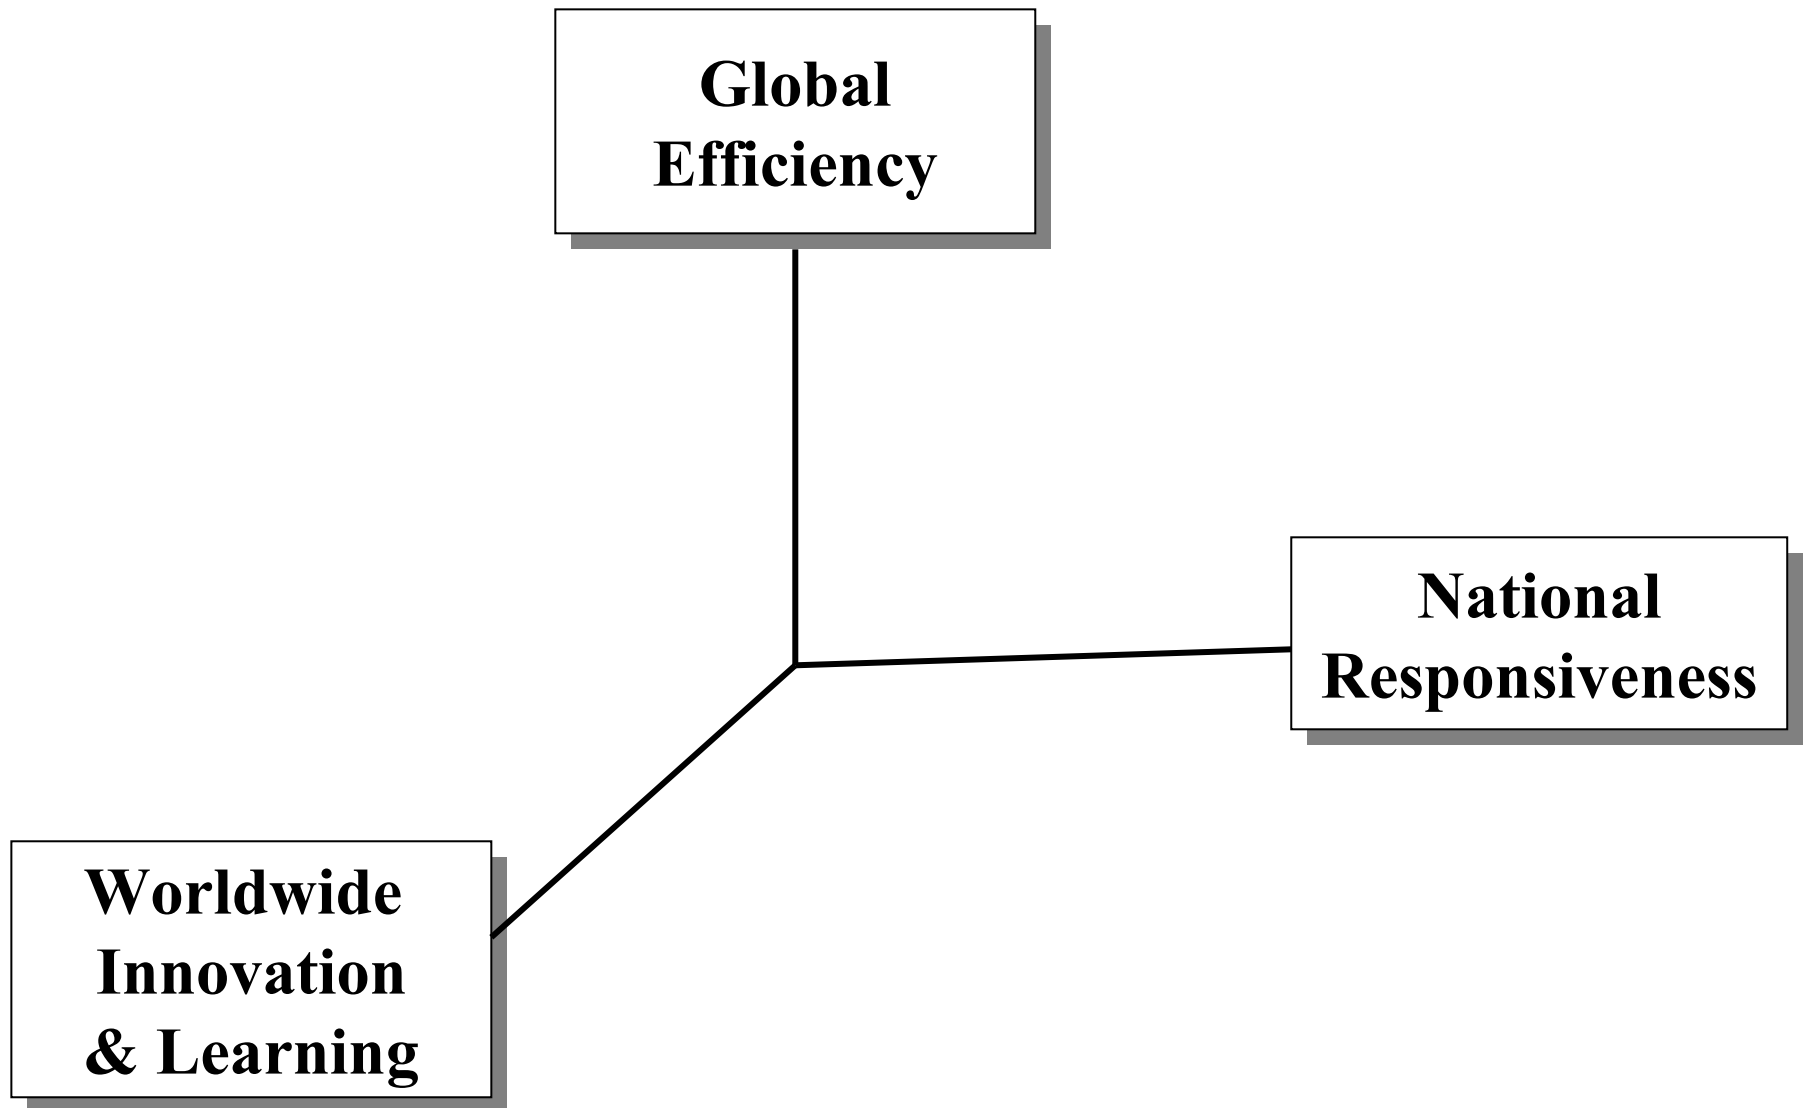 Global
Efficiency
National
Responsiveness
Worldwide
Innovation
& Learning